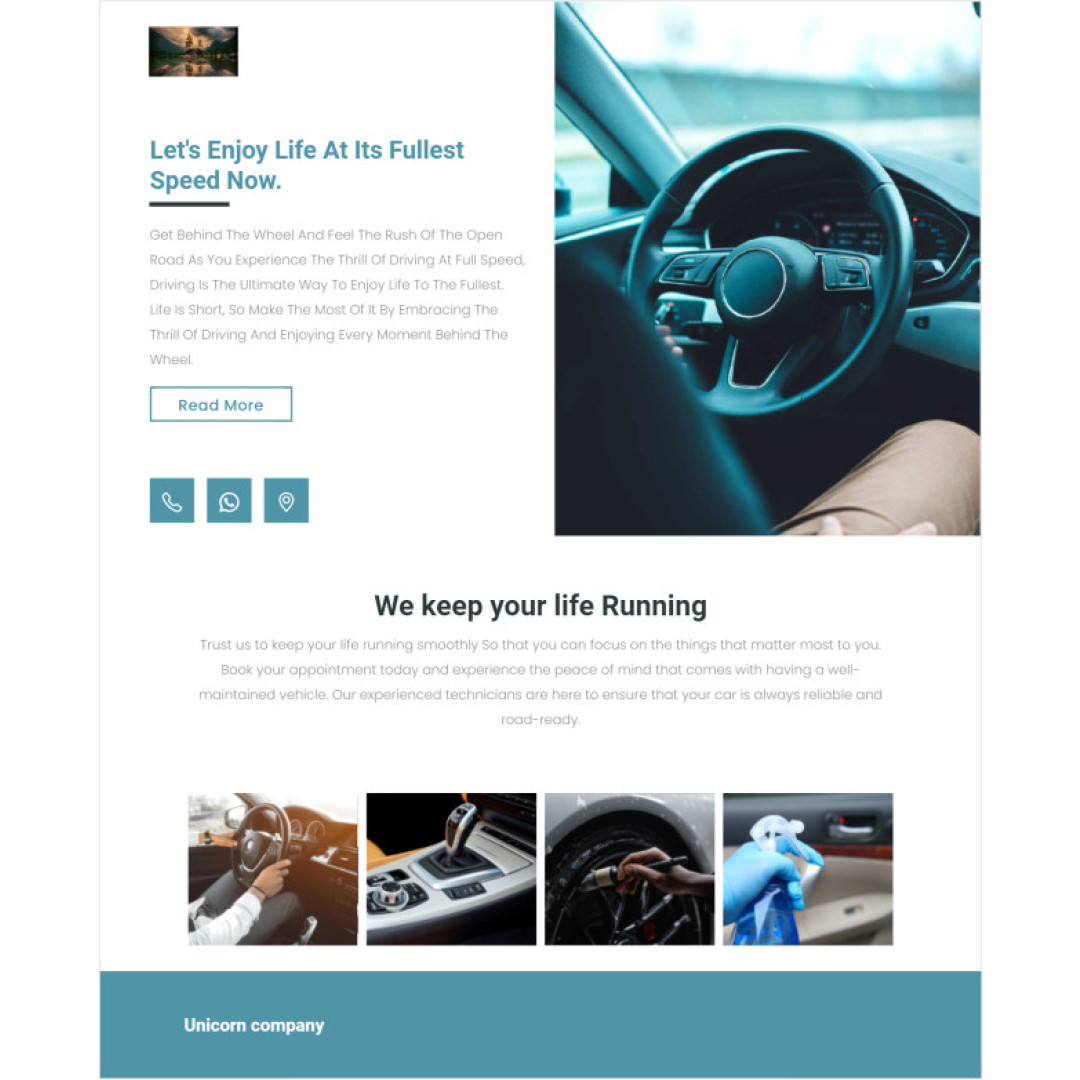 Let's Enjoy Life At Its Fullest
Speed Now.
Get Behind The Wheel And Feel The Rush Of The Open
Road As You Experience The Thrill Of Driving At Full Speed,
Driving Is The Ultimate Way To Enjoy Life To The Fullest.
Life Is Short, So Make The Most Of It By Embracing The
Thrill Of Driving And Enjoying Every Moment Behind The
Wheel.
Read More
We keep your life Running
Trust us to keep your life running smoothly So that you can focus on the things that matter most to you.
Book your appointment today and experience the peace of mind that comes with having a well-
maintained vehicle. Our experienced technicians are here to ensure that your car is always reliable and
road-ready.
Unicorn company